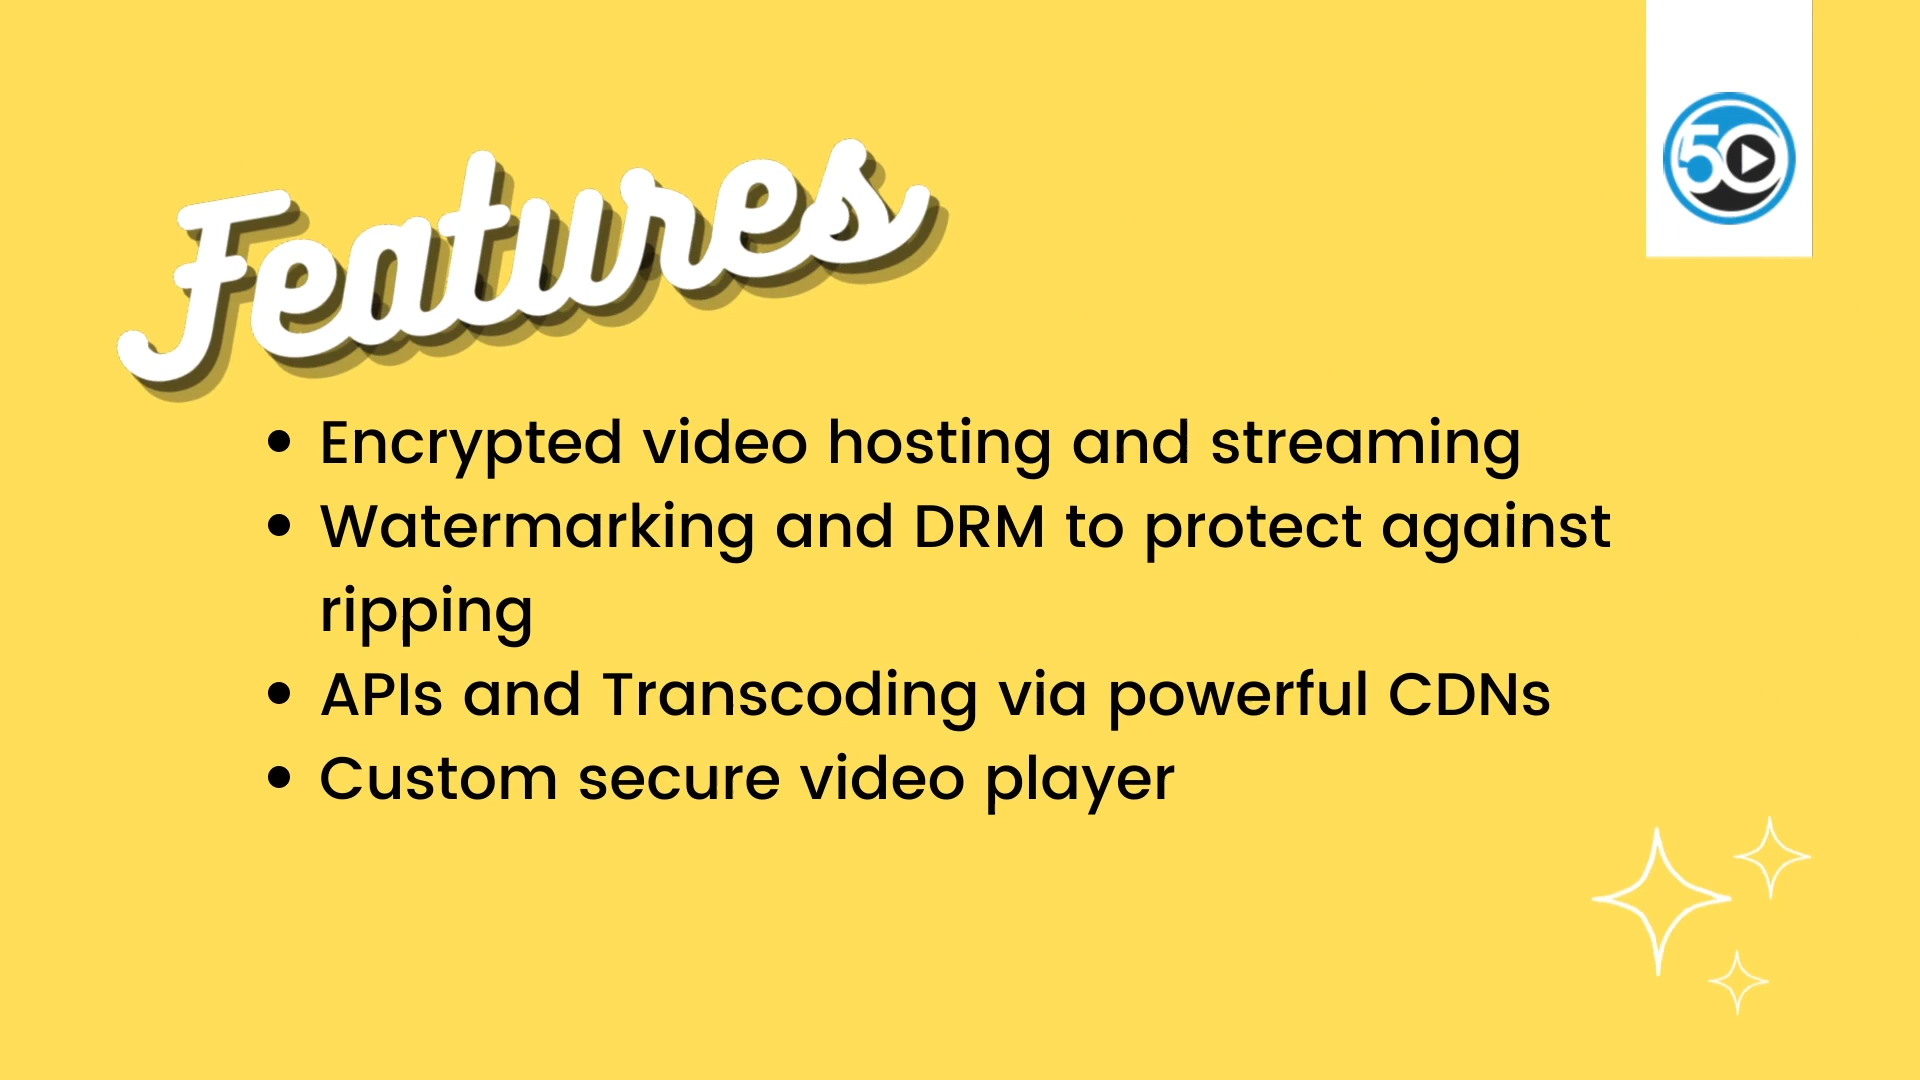 Features
5C
• Encrypted video hosting and streaming
• Watermarking and DRM to protect against
ripping
• APIs and Transcoding via powerful CDNs
• Custom secure video player